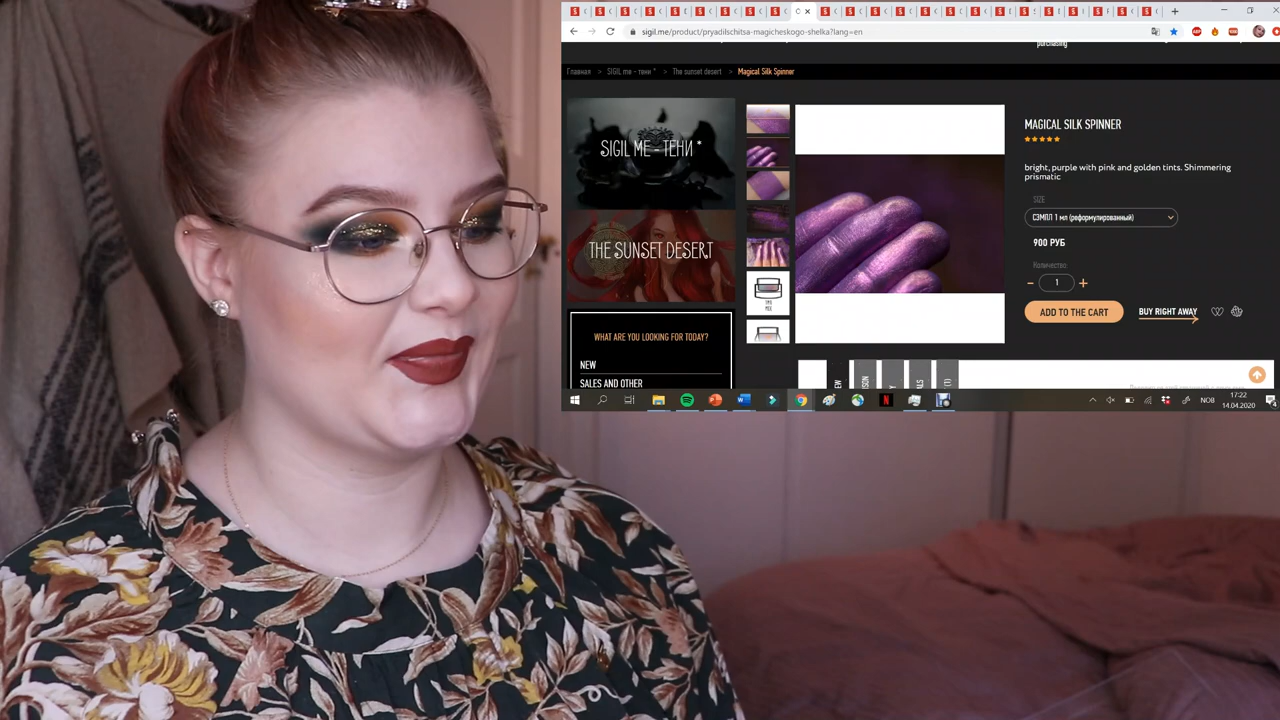 sigil.me/product/pryadilschitsa-magicheskogo-shelka?lang=en
purchasing
Главная > SIGIL me - тени * > The sunset desert > Magical Silk Spinner
SIGIL ME - ТЕНИ *
THE SUNSET DESERT
WHAT ARE YOU LOOKING FOR TODAY?
NEW
SALES AND OTHER
MAGICAL SILK SPINNER
bright, purple with pink and golden tints. Shimmering
prismatic
SIZE
СЭМПЛ 1 мл (реформулированный)
900 РУБ
Количество:
- 1 +
ADD TO THE CART
BUY RIGHT AWAY
NOB
17:22
14.04.2020